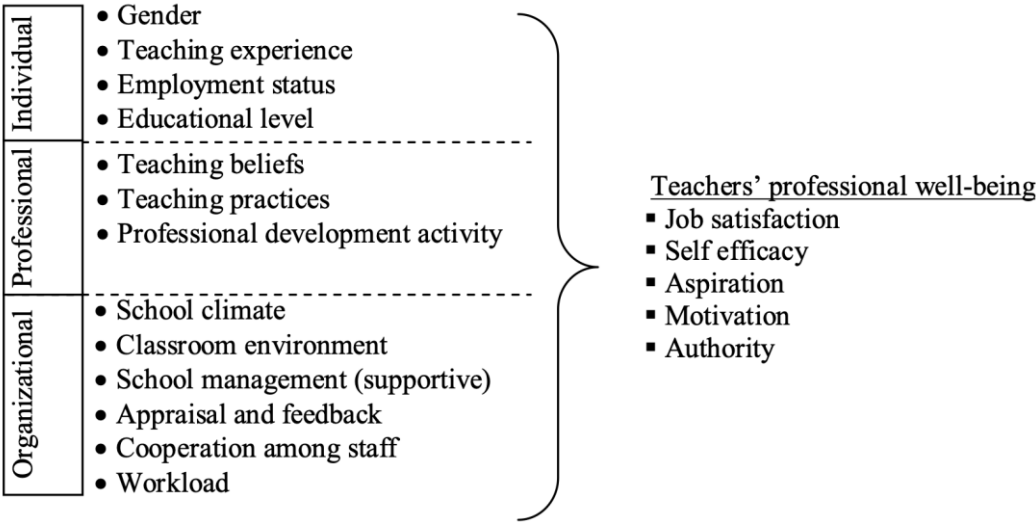 Individual
• Gender
• Teaching experience
• Employment status
• Educational level
Professional
• Teaching beliefs
• Teaching practices
• Professional development activity
Organizational
• School climate
• Classroom environment
• School management (supportive)
• Appraisal and feedback
• Cooperation among staff
• Workload
Teachers’ professional well-being
▪ Job satisfaction
▪ Self efficacy
▪ Aspiration
▪ Motivation
▪ Authority